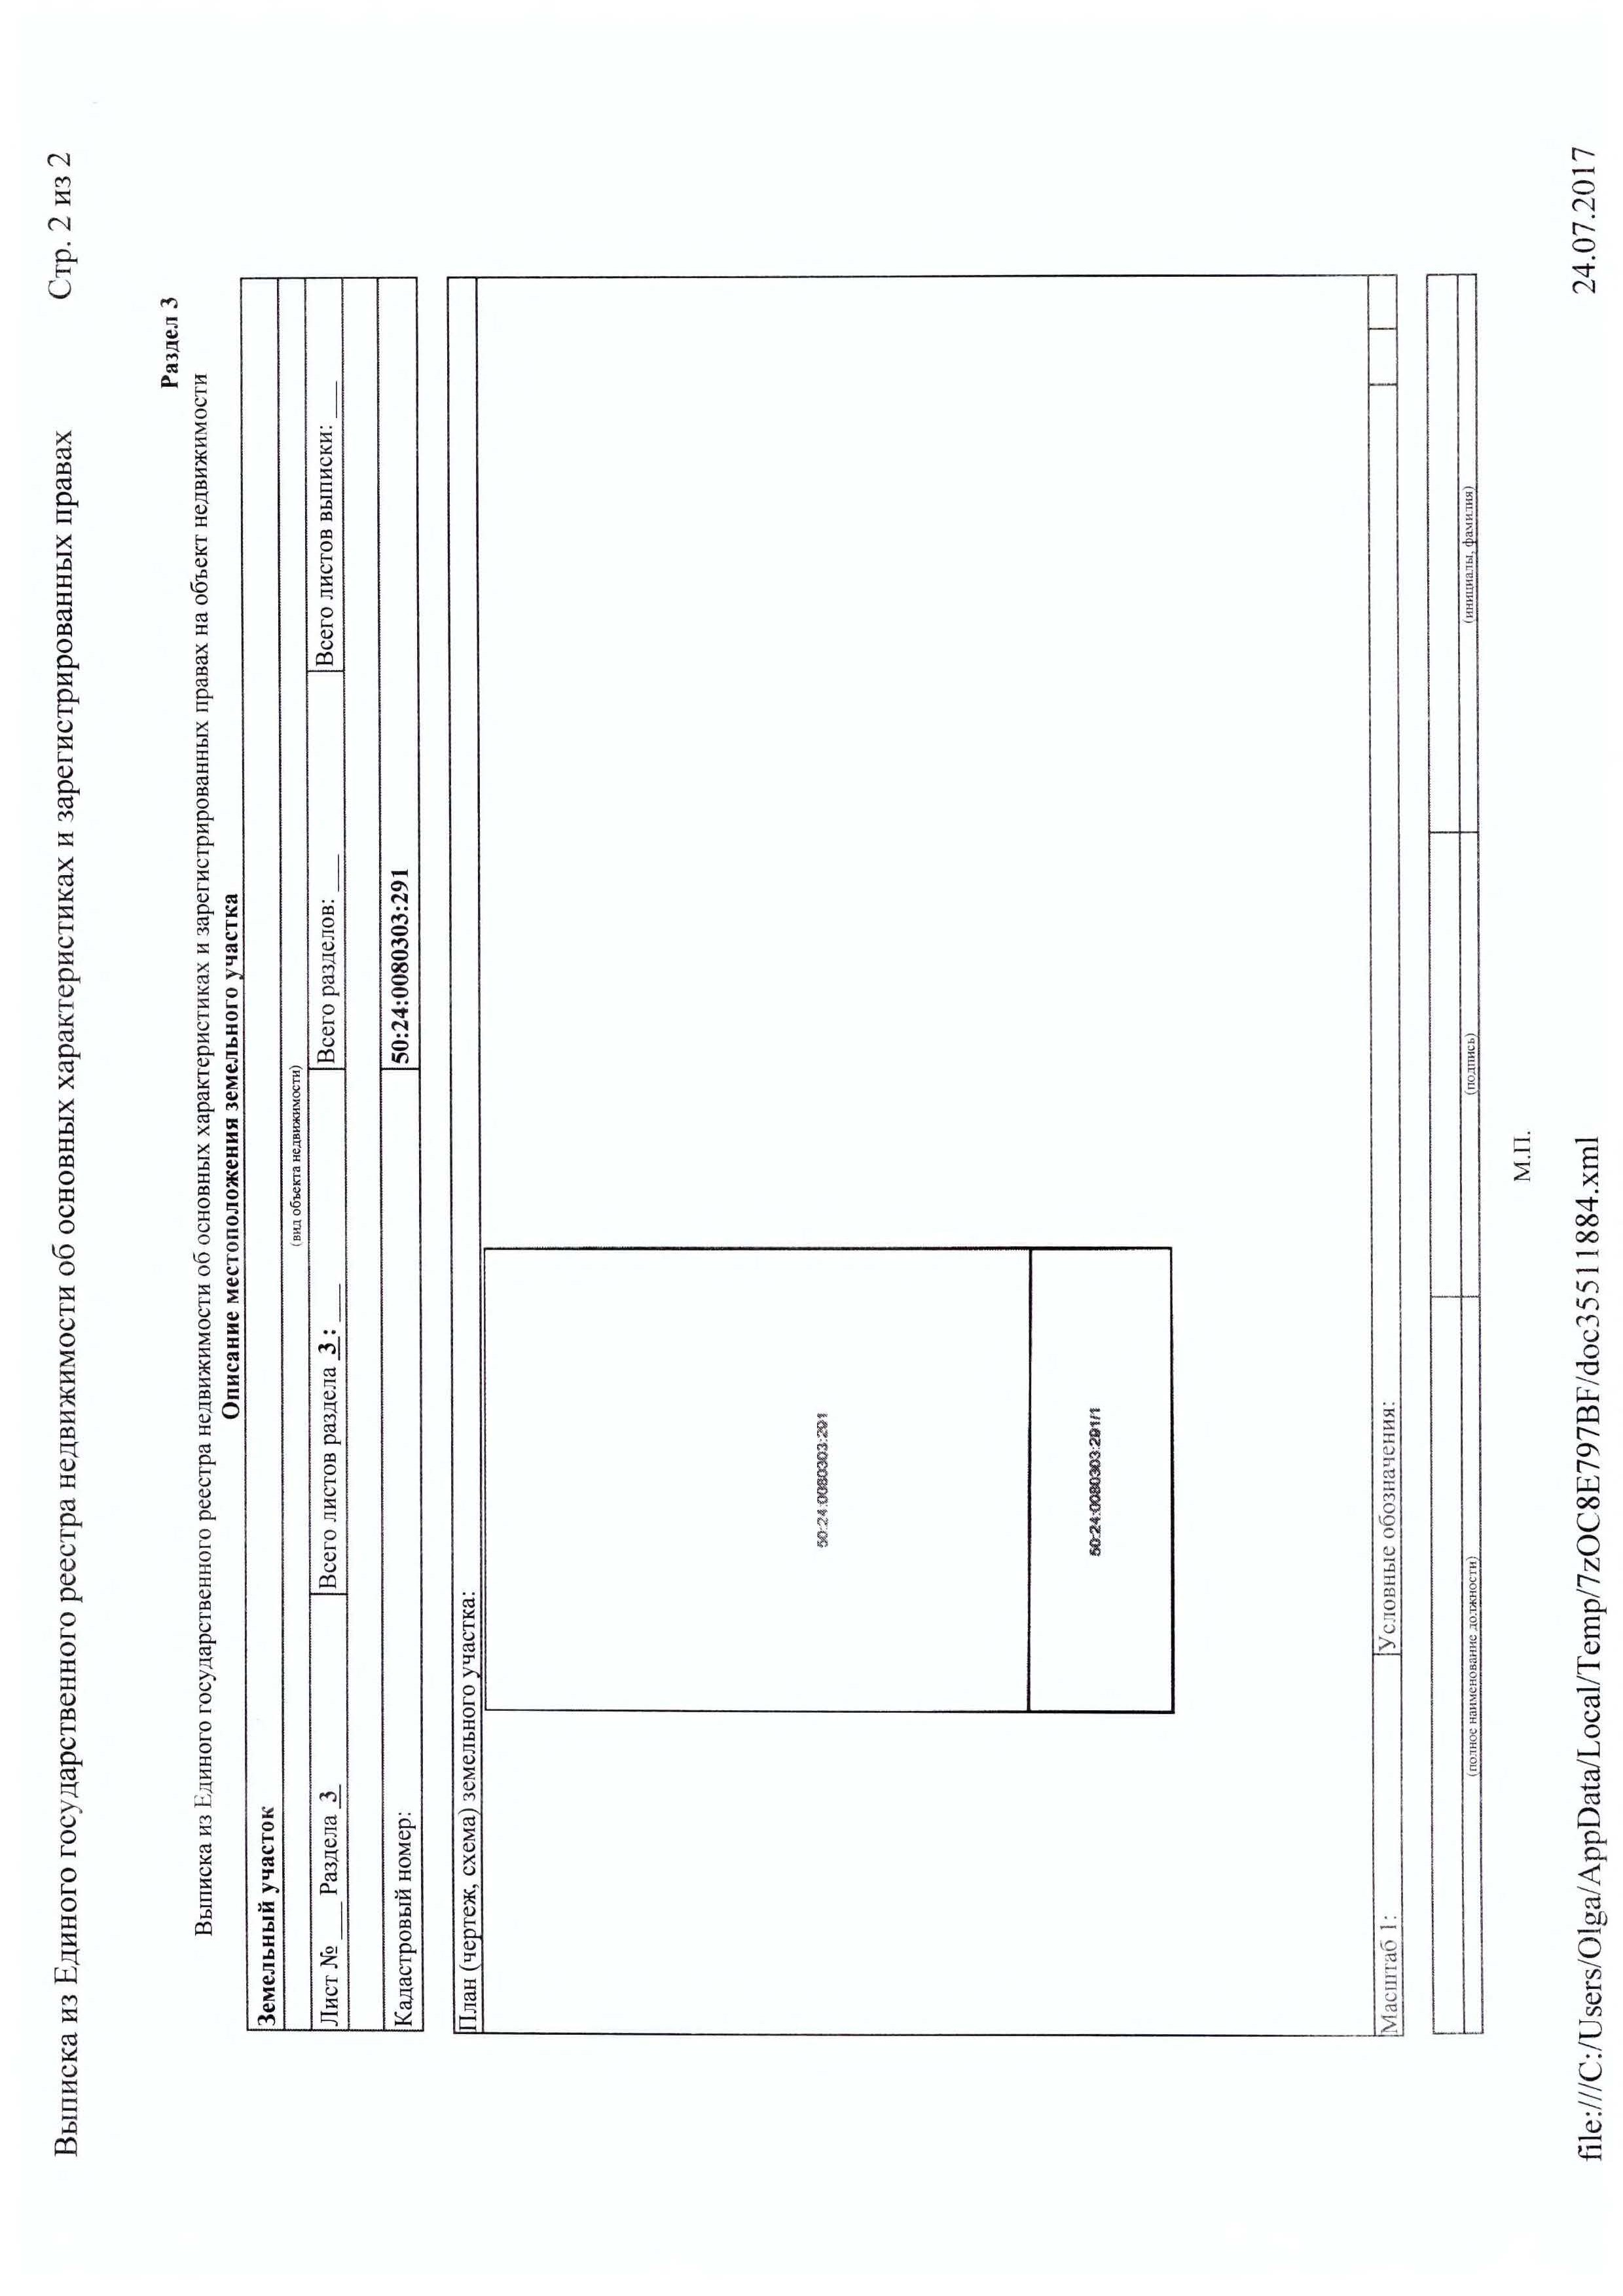 Выписка из Единого государственного реестра недвижимости об основных характеристиках и зарегистрированных правах Стр. 2 из 2
Раздел 3
Выписка из Единого государственного реестра недвижимости об основных характеристиках и зарегистрированных правах на объект недвижимости
Описание местоположения земельного участка
Земельный участок
(вид объекта недвижимости)
Лист № ___ Раздела 3 Всего листов раздела 3 : ___ Всего разделов: ___ Всего листов выписки: ___
Кадастровый номер: 50:24:0080303:291
План (чертеж, схема) земельного участка:
50:24:0080303:291
50:24:0080303:291/1
Масштаб 1: Условные обозначения:
(полное наименование должности) (подпись) (инициалы, фамилия)
М.П.
file:///C:/Users/Olga/AppData/Local/Temp/7zOC8E797BF/doc35511884.xml 24.07.2017